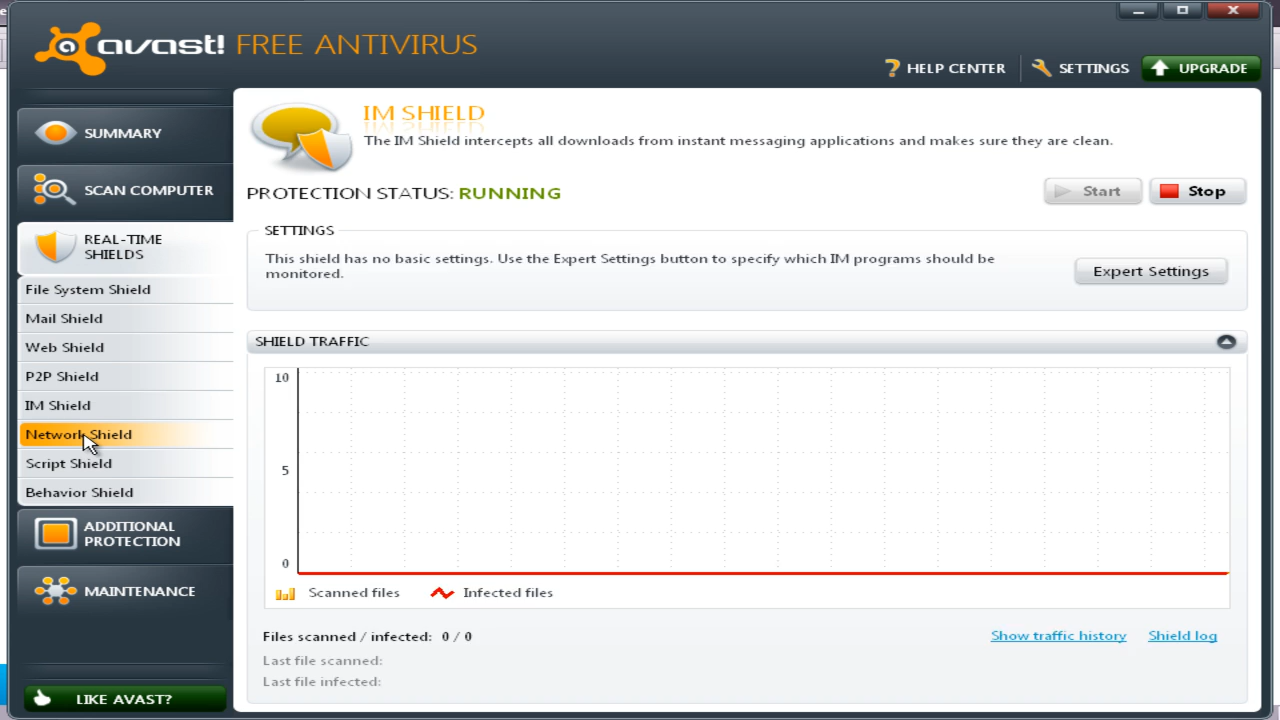 avast! FREE ANTIVIRUS
HELP CENTER
SETTINGS
UPGRADE
SUMMARY
SCAN COMPUTER
REAL-TIME
SHIELDS
File System Shield
Mail Shield
Web Shield
P2P Shield
IM Shield
Network Shield
Script Shield
Behavior Shield
ADDITIONAL
PROTECTION
MAINTENANCE
LIKE AVAST?
IM SHIELD
The IM Shield intercepts all downloads from instant messaging applications and makes sure they are clean.
PROTECTION STATUS: RUNNING
Start
Stop
SETTINGS
This shield has no basic settings. Use the Expert Settings button to specify which IM programs should be
monitored.
Expert Settings
SHIELD TRAFFIC
10
5
0
Scanned files
Infected files
Files scanned / infected: 0 / 0
Show traffic history
Shield log
Last file scanned:
Last file infected: